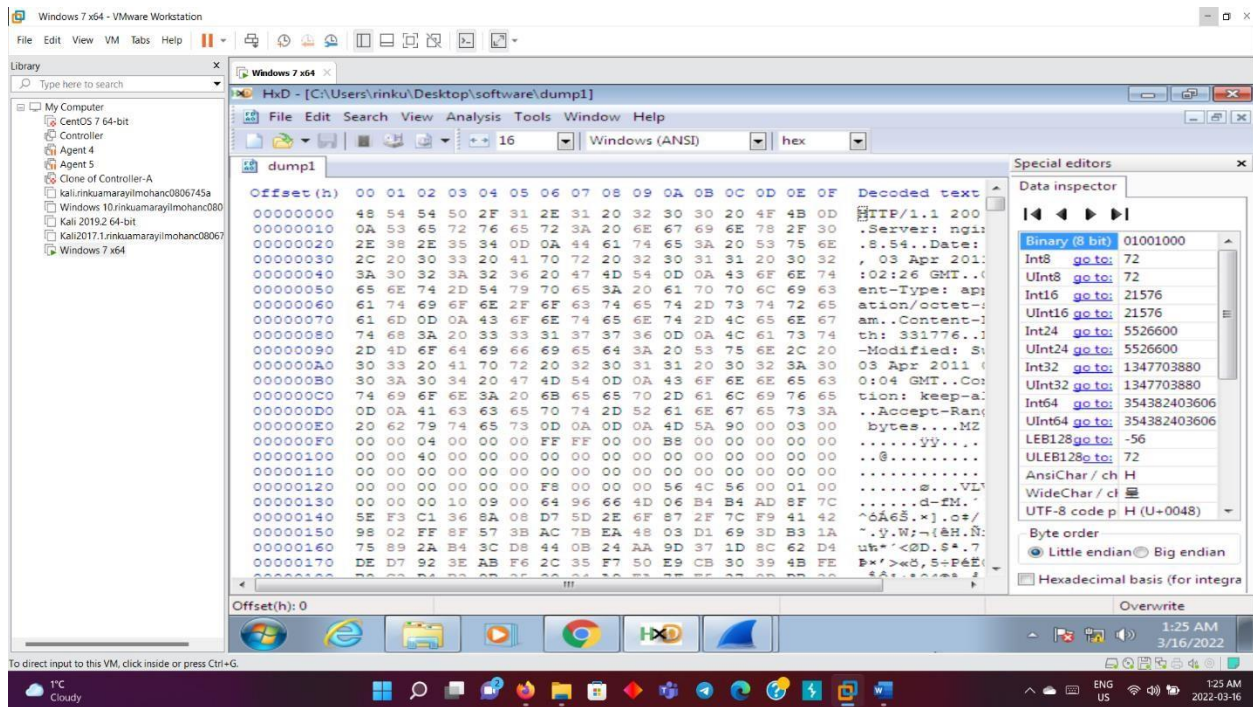 Windows 7 x64 - VMware Workstation
File Edit View VM Tabs Help
Library
Type here to search
My Computer
CentOS 7 64-bit
Controller
Agent 4
Agent 5
Clone of Controller-A
kali.rinkuamarayilmohanc0806745a
Windows 10.rinkuamarayilmohanc080
Kali 2019.2 64-bit
Kali2017.1.rinkuamarayilmohanc08067
Windows 7 x64
Windows 7 x64
HxD - [C:\Users\rinku\Desktop\software\dump1]
File Edit Search View Analysis Tools Window Help
16 Windows (ANSI) hex
dump1
Offset(h) 00 01 02 03 04 05 06 07 08 09 0A 0B 0C 0D 0E 0F Decoded text
00000000 48 54 54 50 2F 31 2E 31 20 32 30 30 20 4F 4B 0D HTTP/1.1 200
00000010 0A 53 65 72 76 65 72 3A 20 6E 67 69 6E 78 2F 30 .Server: ngi
00000020 2E 38 2E 35 34 0D 0A 44 61 74 65 3A 20 53 75 6E .8.54..Date:
00000030 2C 20 30 33 20 41 70 72 20 32 30 31 31 20 30 32 , 03 Apr 201
00000040 3A 30 32 3A 32 36 20 47 4D 54 0D 0A 43 6F 6E 74 :02:26 GMT..
00000050 65 6E 74 2D 54 79 70 65 3A 20 61 70 70 6C 69 63 ent-Type: ap
00000060 61 74 69 6F 6E 2F 6F 63 74 65 74 2D 73 74 72 65 ation/octet-
00000070 61 6D 0D 0A 43 6F 6E 74 65 6E 74 2D 4C 65 6E 67 am..Content-
00000080 74 68 3A 20 33 33 31 37 37 36 0D 0A 4C 61 73 74 th: 331776..
00000090 2D 4D 6F 64 69 66 69 65 64 3A 20 53 75 6E 2C 20 -Modified: S
000000A0 30 33 20 41 70 72 20 32 30 31 31 20 30 32 3A 30 03 Apr 2011
000000B0 30 3A 30 34 20 47 4D 54 0D 0A 43 6F 6E 6E 65 63 0:04 GMT..Co
000000C0 74 69 6F 6E 3A 20 6B 65 65 70 2D 61 6C 69 76 65 tion: keep-a
000000D0 0D 0A 41 63 63 65 70 74 2D 52 61 6E 67 65 73 3A ..Accept-Ran
000000E0 20 62 79 74 65 73 0D 0A 0D 0A 4D 5A 90 00 03 00 bytes....MZ
000000F0 00 00 04 00 00 00 FF FF 00 00 B8 00 00 00 00 00 ......ÿÿ..
00000100 00 00 40 00 00 00 00 00 00 00 00 00 00 00 00 00 ..@.........
00000110 00 00 00 00 00 00 00 00 00 00 00 00 00 00 00 00 ............
00000120 00 00 00 00 00 00 F8 00 00 00 56 4C 56 00 01 00 ......ø...VL
00000130 00 00 00 10 09 00 64 96 66 4D 06 B4 B4 AD 8F 7C ......d–fM.
00000140 5E F3 C1 36 8A 08 D7 5D 2E 6F 87 2F 7C F9 41 42 ^óÁ6Š.×].o‡/
00000150 98 02 FF 8F 57 3B AC 7B EA 48 03 D1 69 3D B3 1A ˜.ÿ.W;¬{êH.Ñ
00000160 75 89 2A B4 3C D8 44 0B 24 AA 9D 37 1D 8C 62 D4 u‰*´<ØD.$ª.7
00000170 DE D7 92 3E AB F6 2C 35 F7 50 E9 CB 30 39 4B FE Þ×’>«ö,5÷PéË
Offset(h): 0 Overwrite
Special editors
Data inspector
Binary (8 bit) 01001000
Int8 go to: 72
UInt8 go to: 72
Int16 go to: 21576
UInt16 go to: 21576
Int24 go to: 5526600
UInt24 go to: 5526600
Int32 go to: 1347703880
UInt32 go to: 1347703880
Int64 go to: 354382403606
UInt64 go to: 354382403606
LEB128 go to: -56
ULEB128 to: 72
AnsiChar / ch H
WideChar / ch
UTF-8 code p H (U+0048)
Byte order
Little endian Big endian
Hexadecimal basis (for integra
1:25 AM
3/16/2022
To direct input to this VM, click inside or press Ctrl+G.
1°C
Cloudy
ENG
US
1:25 AM
2022-03-16